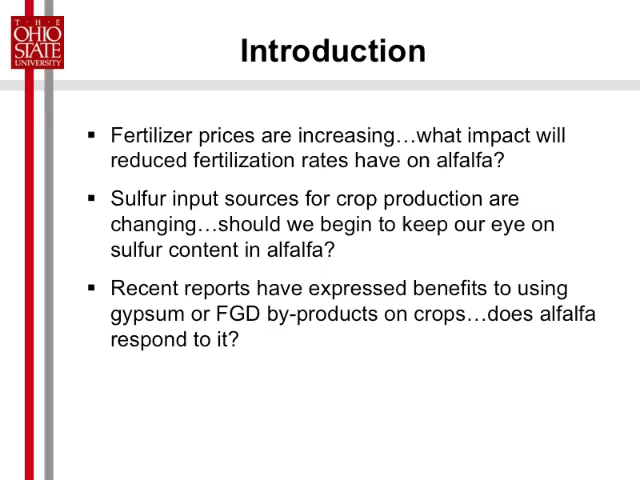 T · H · E
OHIO
STATE
UNIVERSITY
Introduction
▪ Fertilizer prices are increasing…what impact will
reduced fertilization rates have on alfalfa?
▪ Sulfur input sources for crop production are
changing…should we begin to keep our eye on
sulfur content in alfalfa?
▪ Recent reports have expressed benefits to using
gypsum or FGD by-products on crops…does alfalfa
respond to it?